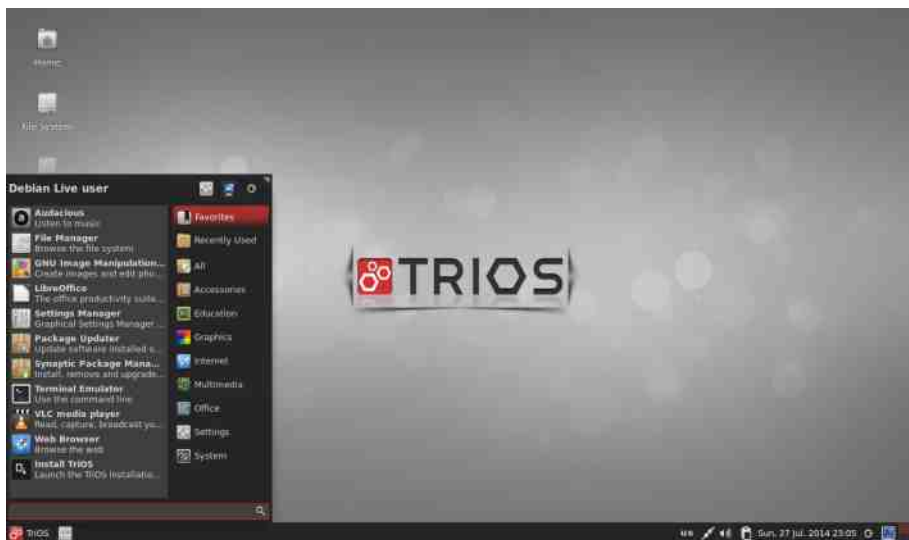 Home
File System
Debian Live user
Audacious
Listen to music
File Manager
Browse the file system
GNU Image Manipulation...
Create images and edit pho...
LibreOffice
The office productivity suite...
Settings Manager
Graphical Settings Manager ...
Package Updater
Update software installed o...
Synaptic Package Mana...
Install, remove and upgrade...
Terminal Emulator
Use the command line
VLC media player
Read, capture, broadcast yo...
Web Browser
Browse the web
Install TriOS
Launch the TriOS Installatio...
Favorites
Recently Used
All
Accessories
Education
Graphics
Internet
Multimedia
Office
Settings
System
TRIOS
TriOS
us
Sun, 27 Jul, 2014 23:05